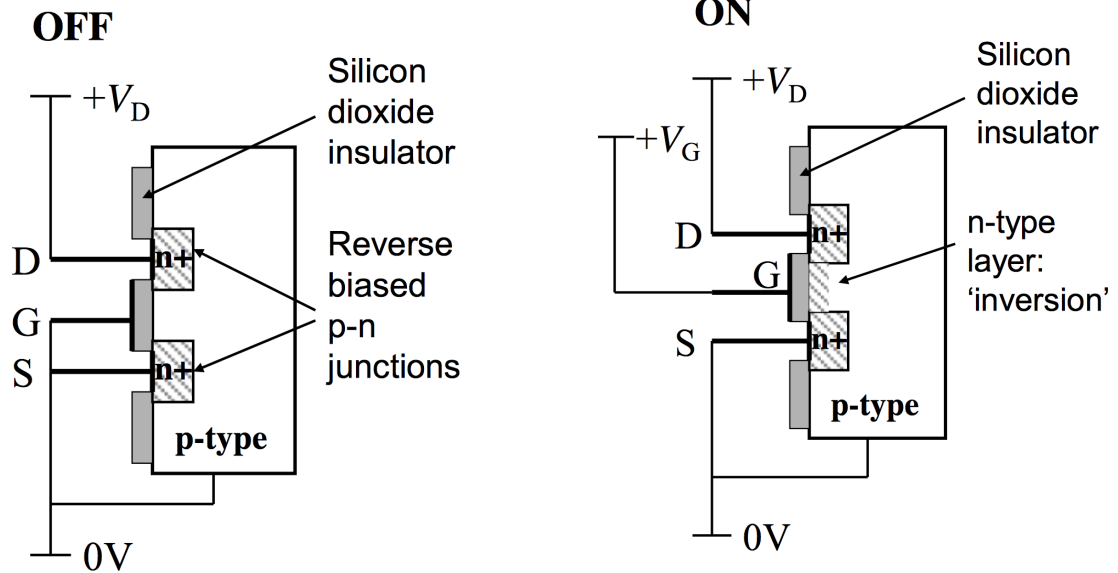 OFF
+VD
Silicon
dioxide
insulator
D
n+
Reverse
biased
p-n
junctions
G
S
n+
p-type
0V
ON
+VD
+VG
Silicon
dioxide
insulator
D
n+
G
n-type
layer:
‘inversion’
S
n+
p-type
0V